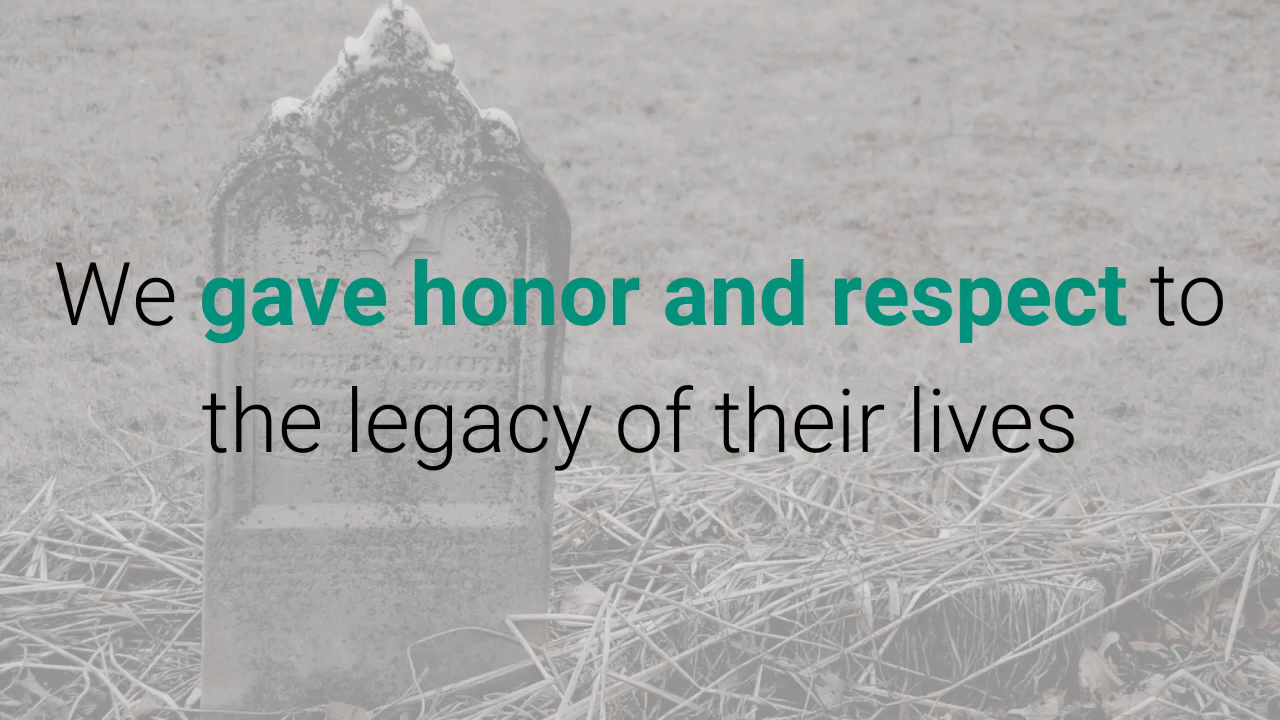 We gave honor and respect to
the legacy of their lives